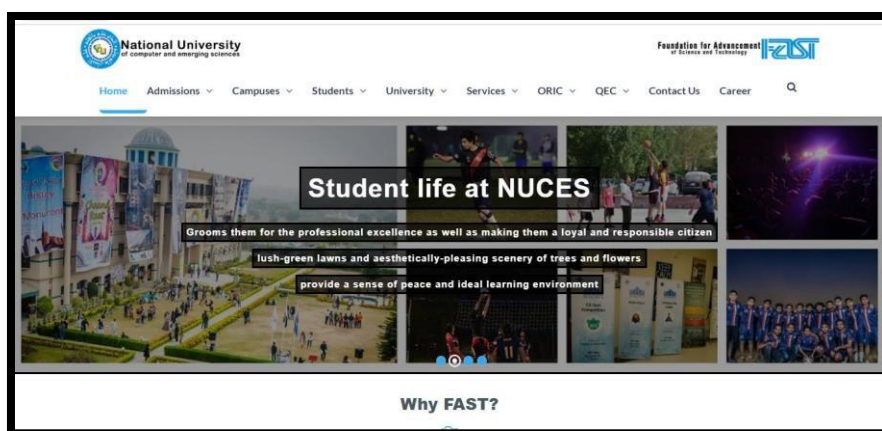 National University
of computer and emerging sciences
Foundation for Advancement
of Science and Technology
FAST
Home Admissions Campuses Students University Services ORIC QEC Contact Us Career
Student life at NUCES
Grooms them for the professional excellence as well as making them a loyal and responsible citizen
lush-green lawns and aesthetically-pleasing scenery of trees and flowers
provide a sense of peace and ideal learning environment
Why FAST?